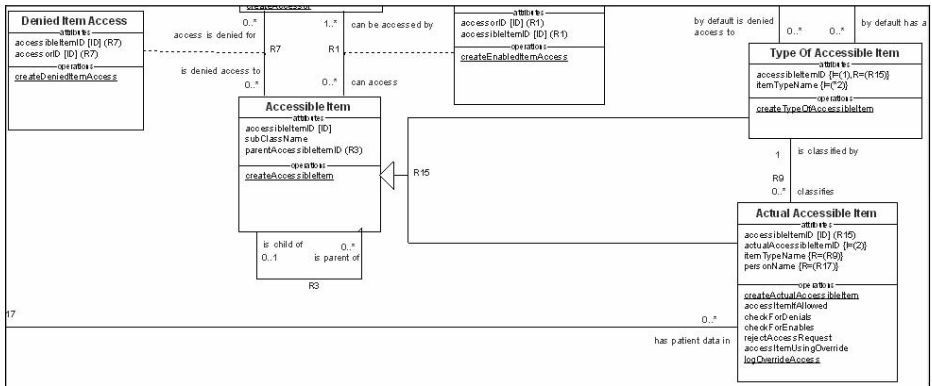 Denied Item Access
attributes
accessibleItemID [ID] (R7)
accessorID [ID] (R7)
operations
createDeniedItemAccess
createAccessor
0..*
access is denied for
1..*
can be accessed by
R7
R1
is denied access to
0..*
0..*
can access
attributes
accessorID [ID] (R1)
accessibleItemID [ID] (R1)
operations
createEnabledItemAccess
by default is denied
access to
0..*
0..*
by default has a
Type Of Accessible Item
attributes
accessibleItemID {I=(1),R=(R15)}
itemTypeName {I=(*2)}
operations
createTypeOfAccessibleItem
Accessible Item
attributes
accessibleItemID [ID]
subClassName
parentAccessibleItemID (R3)
operations
createAccessibleItem
R15
1
is classified by
R9
0..*
classifies
is child of
0..1
0..*
is parent of
R3
Actual Accessible Item
attributes
accessibleItemID [ID] (R15)
actualAccessibleItemID {I=(2)}
itemTypeName {R=(R9)}
personName {R=(R17)}
operations
createActualAccessibleItem
accessItemIfAllowed
checkForDenials
checkForEnables
rejectAccessRequest
accessItemUsingOverride
logOverrideAccess
17
0..*
has patient data in